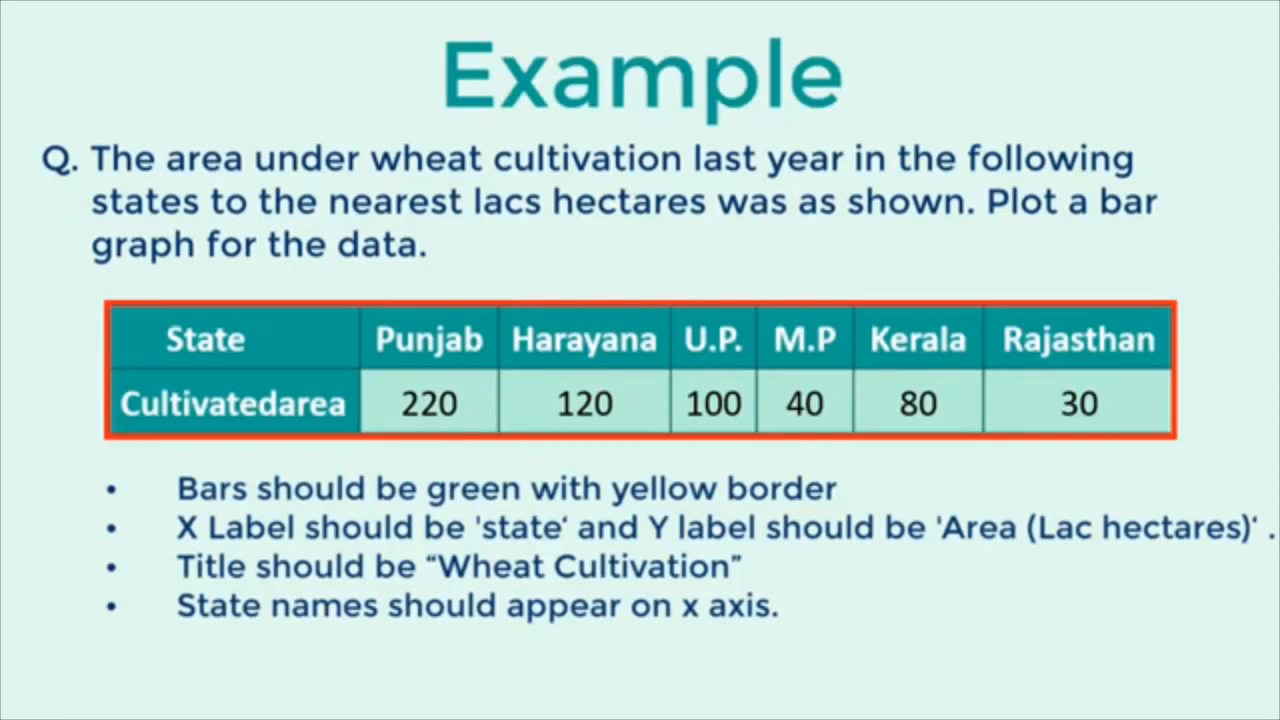 Example
Q. The area under wheat cultivation last year in the following
states to the nearest lacs hectares was as shown. Plot a bar
graph for the data.
State Punjab Harayana U.P. M.P Kerala Rajasthan
Cultivatedarea 220 120 100 40 80 30
• Bars should be green with yellow border
• X Label should be 'state‘ and Y label should be 'Area (Lac hectares)‘ .
• Title should be “Wheat Cultivation”
• State names should appear on x axis.